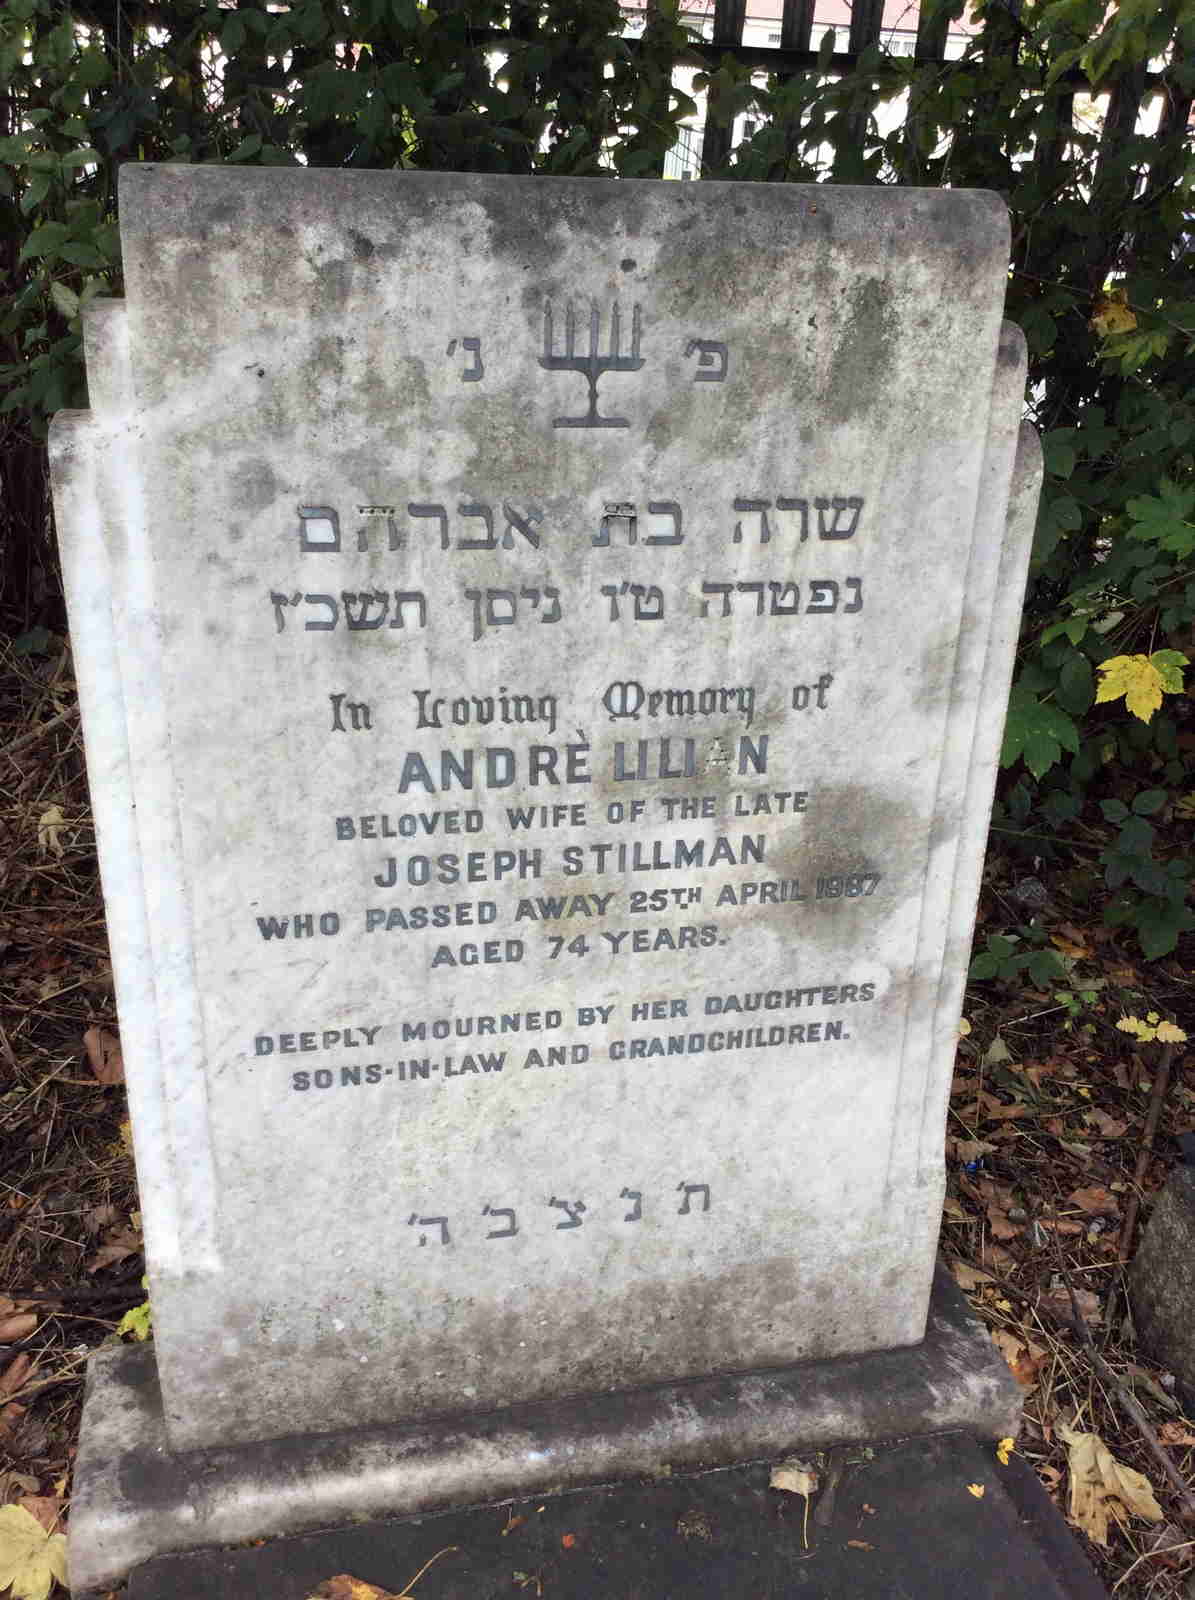 פ' נ'
שרה בת אברהם
נפטרה ט'ו ניסן תשכ'ז
In Loving Memory of
ANDRÈ LILIAN
BELOVED WIFE OF THE LATE
JOSEPH STILLMAN
WHO PASSED AWAY 25TH APRIL 1967
AGED 74 YEARS.
DEEPLY MOURNED BY HER DAUGHTERS
SONS-IN-LAW AND GRANDCHILDREN.
ת' נ' צ' ב' ה'